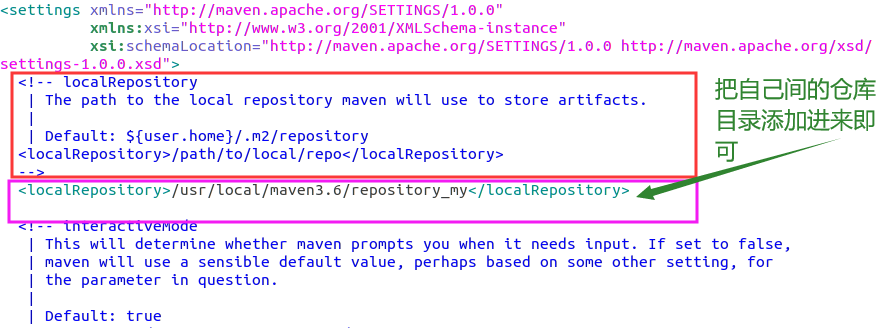 <settings xmlns="http://maven.apache.org/SETTINGS/1.0.0"
xmlns:xsi="http://www.w3.org/2001/XMLSchema-instance"
xsi:schemaLocation="http://maven.apache.org/SETTINGS/1.0.0 http://maven.apache.org/xsd/
settings-1.0.0.xsd">
<!-- localRepository
| The path to the local repository maven will use to store artifacts.
|
| Default: ${user.home}/.m2/repository
<localRepository>/path/to/local/repo</localRepository>
-->
<localRepository>/usr/local/maven3.6/repository_my</localRepository>
把自己间的仓库
目录添加进来即
可
<!-- interactiveMode
| This will determine whether maven prompts you when it needs input. If set to false,
| maven will use a sensible default value, perhaps based on some other setting, for
| the parameter in question.
|
| Default: true